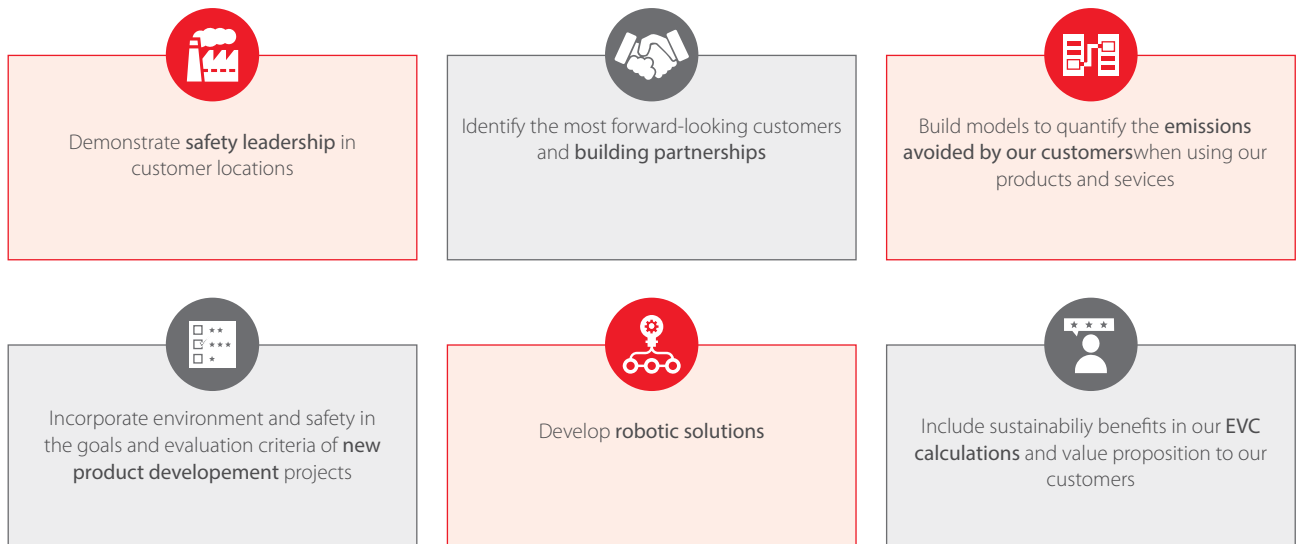 Demonstrate safety leadership in
customer locations
Identify the most forward-looking customers
and building partnerships
Build models to quantify the emissions
avoided by our customerswhen using our
products and sevices
Incorporate environment and safety in
the goals and evaluation criteria of new
product developement projects
Develop robotic solutions
Include sustainabiliy benefits in our EVC
calculations and value proposition to our
customers